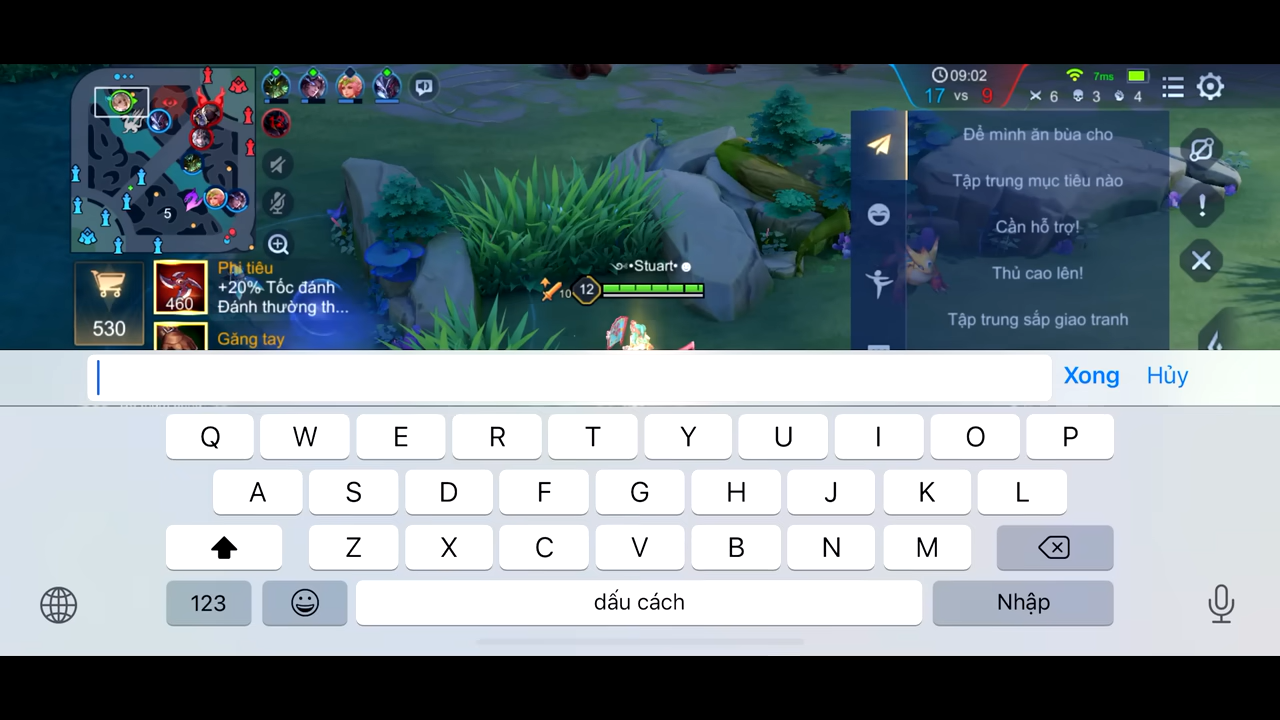 09:02
17 vs 9
7ms
6 3 4
5
Để mình ăn bùa cho
Tập trung mục tiêu nào
Cần hỗ trợ!
Thủ cao lên!
Tập trung sắp giao tranh
•Stuart•
10
12
530
460
Phi tiêu
+20% Tốc đánh
Đánh thường th...
Găng tay
Xong
Hủy
Q W E R T Y U I O P
A S D F G H J K L
Z X C V B N M
123
dấu cách
Nhập